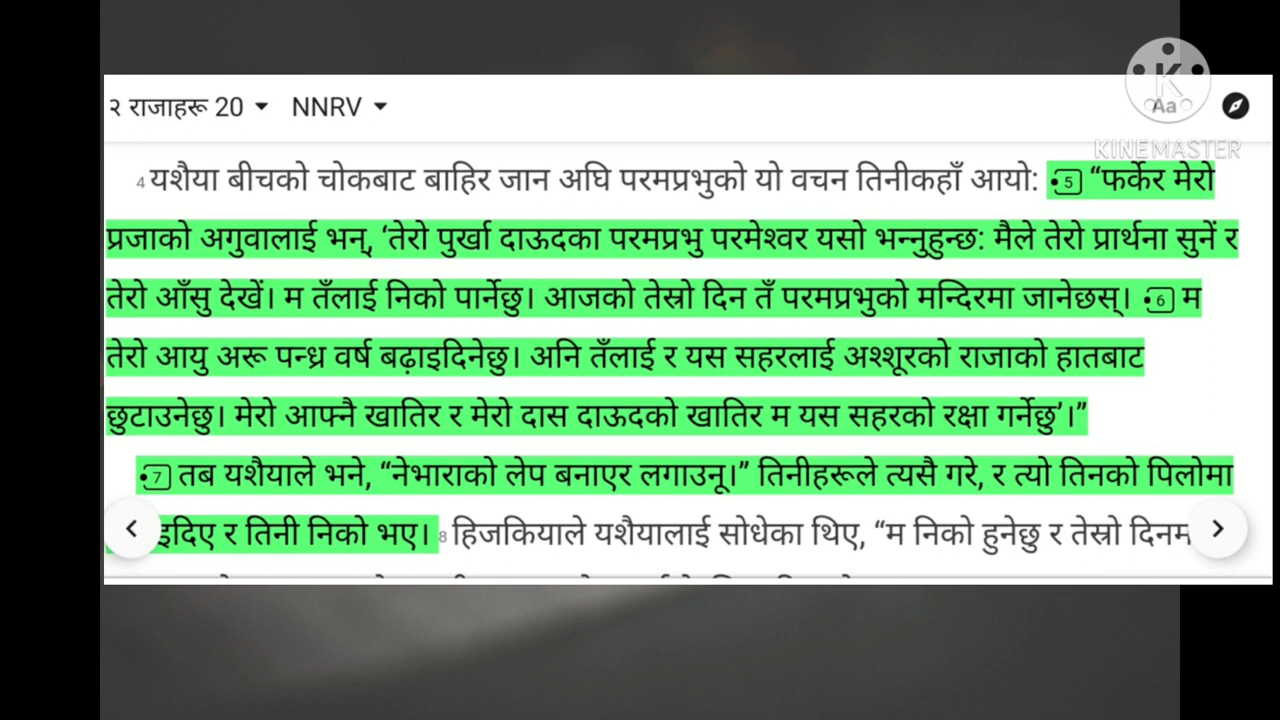 २ राजाहरू 20 NNRV Aa
K
KINEMASTER
4 यशैया बीचको चोकबाट बाहिर जान अघि परमप्रभुको यो वचन तिनीकहाँ आयो: 5 “फर्केर मेरो
प्रजाको अगुवालाई भन्, ‘तेरो पुर्खा दाऊदका परमप्रभु परमेश्‍वर यसो भन्‍नुहुन्छ: मैले तेरो प्रार्थना सुनें र
तेरो आँसु देखें। म तँलाई निको पार्नेछु। आजको तेस्रो दिन तँ परमप्रभुको मन्दिरमा जानेछस्। 6 म
तेरो आयु अरू पन्ध्र वर्ष बढ़ाइदिनेछु। अनि तँलाई र यस सहरलाई अश्शूरको राजाको हातबाट
छुटाउनेछु। मेरो आफ्‍नै खातिर र मेरो दास दाऊदको खातिर म यस सहरको रक्षा गर्नेछु’।”
7 तब यशैयाले भने, “नेभाराको लेप बनाएर लगाउनू।” तिनीहरूले त्यसै गरे, र त्यो तिनको पिलोमा
इदिए र तिनी निको भए। 8 हिजकियाले यशैयालाई सोधेका थिए, “म निको हुनेछु र तेस्रो दिनम